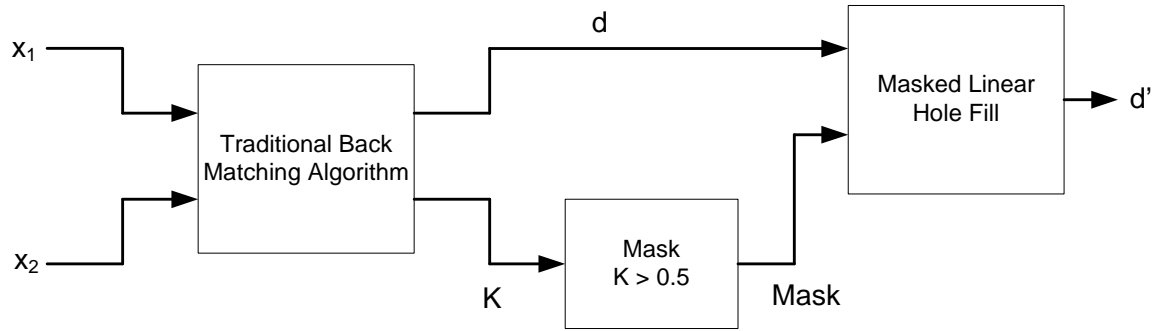 x₁
d
Traditional Back
Matching Algorithm
Masked Linear
Hole Fill
d'
x₂
K
Mask
K > 0.5
Mask